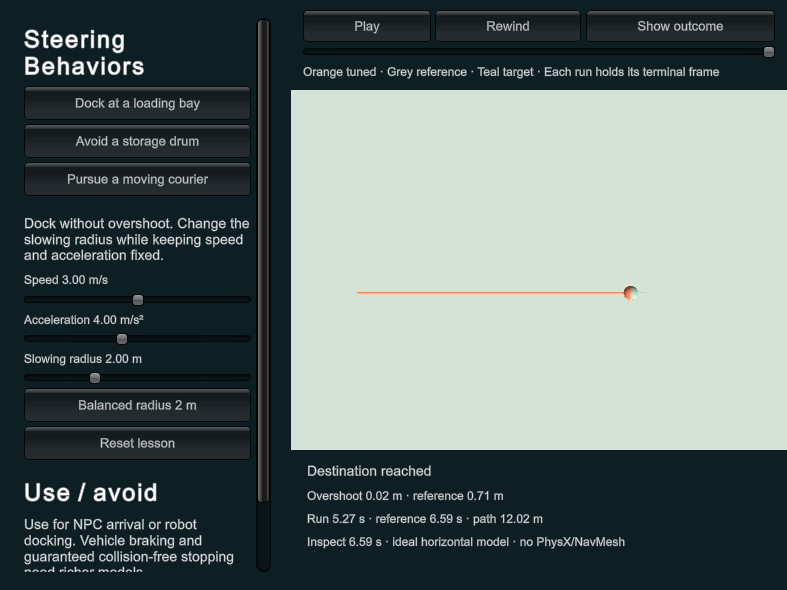 Steering
Behaviors
Dock at a loading bay
Avoid a storage drum
Pursue a moving courier
Dock without overshoot. Change the
slowing radius while keeping speed
and acceleration fixed.
Speed 3.00 m/s
Acceleration 4.00 m/s²
Slowing radius 2.00 m
Balanced radius 2 m
Reset lesson
Use / avoid
Use for NPC arrival or robot
docking. Vehicle braking and
guaranteed collision-free stopping
need richer models
Play
Rewind
Show outcome
Orange tuned · Grey reference · Teal target · Each run holds its terminal frame
Destination reached
Overshoot 0.02 m · reference 0.71 m
Run 5.27 s · reference 6.59 s · path 12.02 m
Inspect 6.59 s · ideal horizontal model · no PhysX/NavMesh